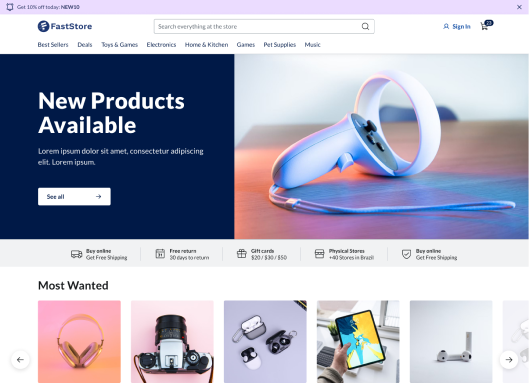 Get 10% off today: NEW10
FastStore
Search everything at the store
Sign In
Best Sellers Deals Toys & Games Electronics Home & Kitchen Games Pet Supplies Music
New Products
Available
Lorem ipsum dolor sit amet, consectetur adipiscing
elit. Lorem ipsum.
See all
Buy online
Get Free Shipping
Free return
30 days to return
Gift cards
$20 / $30 / $50
Physical Stores
+40 Stores in Brazil
Buy online
Get Free Shipping
Most Wanted